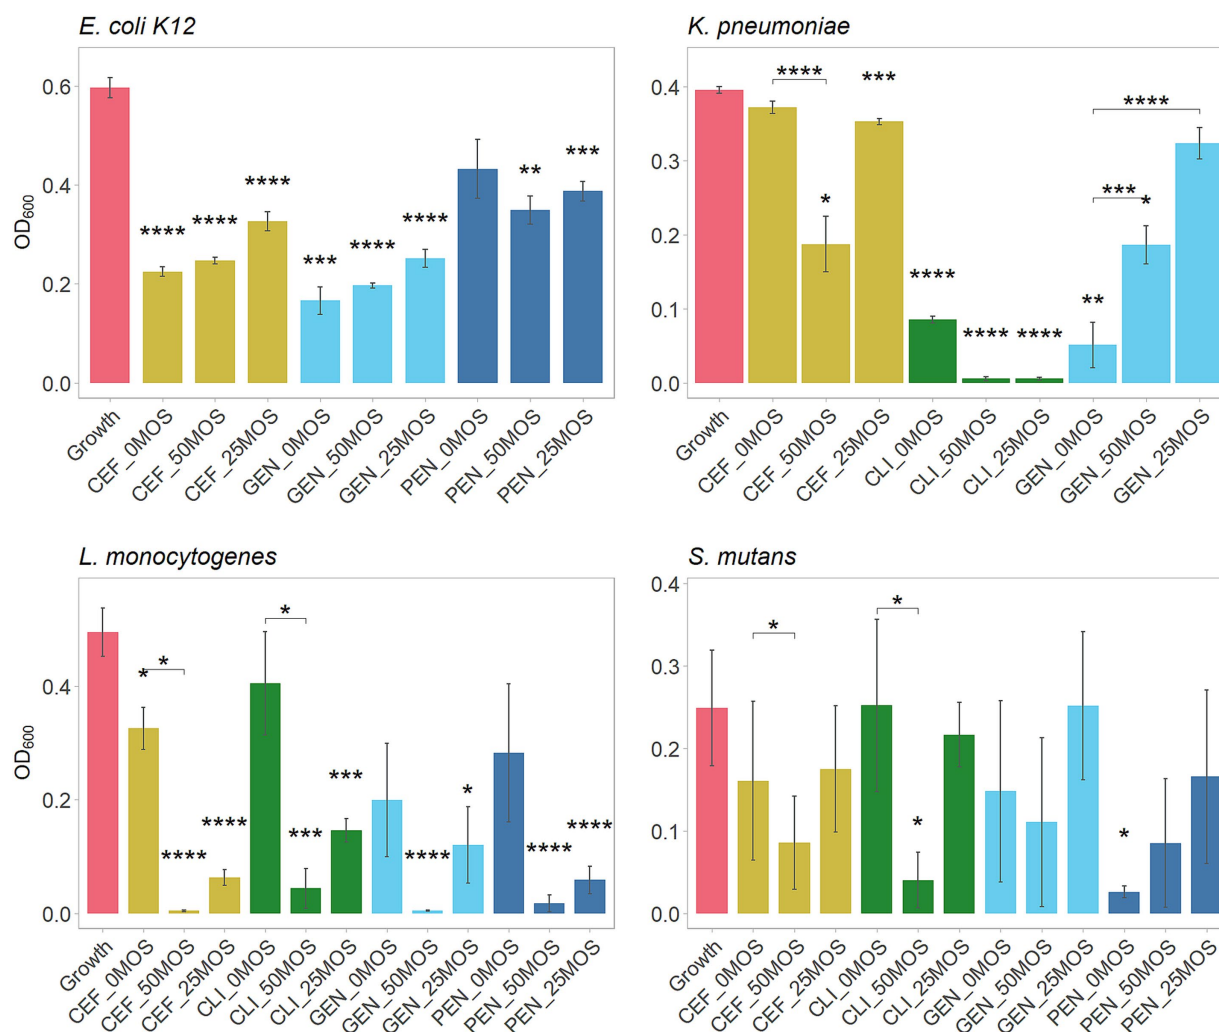 E. coli K12
OD600
0.6
0.4
0.2
0.0
****
****
****
***
****
****
**
***
Growth
CEF_0MOS
CEF_50MOS
CEF_25MOS
GEN_0MOS
GEN_50MOS
GEN_25MOS
PEN_0MOS
PEN_50MOS
PEN_25MOS
K. pneumoniae
0.4
0.3
0.2
0.1
0.0
****
***
*
****
****
****
**
***
*
****
Growth
CEF_0MOS
CEF_50MOS
CEF_25MOS
CLI_0MOS
CLI_50MOS
CLI_25MOS
GEN_0MOS
GEN_50MOS
GEN_25MOS
L. monocytogenes
OD600
0.4
0.2
0.0
*
*
****
****
*
***
***
****
*
****
****
Growth
CEF_0MOS
CEF_50MOS
CEF_25MOS
CLI_0MOS
CLI_50MOS
CLI_25MOS
GEN_0MOS
GEN_50MOS
GEN_25MOS
PEN_0MOS
PEN_50MOS
PEN_25MOS
S. mutans
0.4
0.3
0.2
0.1
0.0
*
*
*
*
Growth
CEF_0MOS
CEF_50MOS
CEF_25MOS
CLI_0MOS
CLI_50MOS
CLI_25MOS
GEN_0MOS
GEN_50MOS
GEN_25MOS
PEN_0MOS
PEN_50MOS
PEN_25MOS